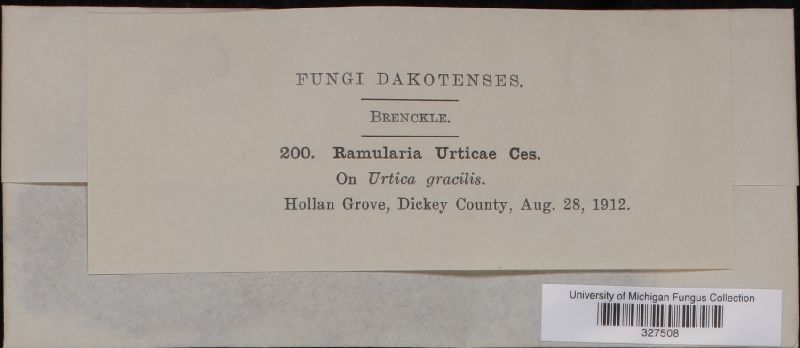 FUNGI DAKOTENSES.
BRENCKLE.
200. Ramularia Urticae Ces.
On Urtica gracilis.
Hollan Grove, Dickey County, Aug. 28, 1912.
University of Michigan Fungus Collection
327508